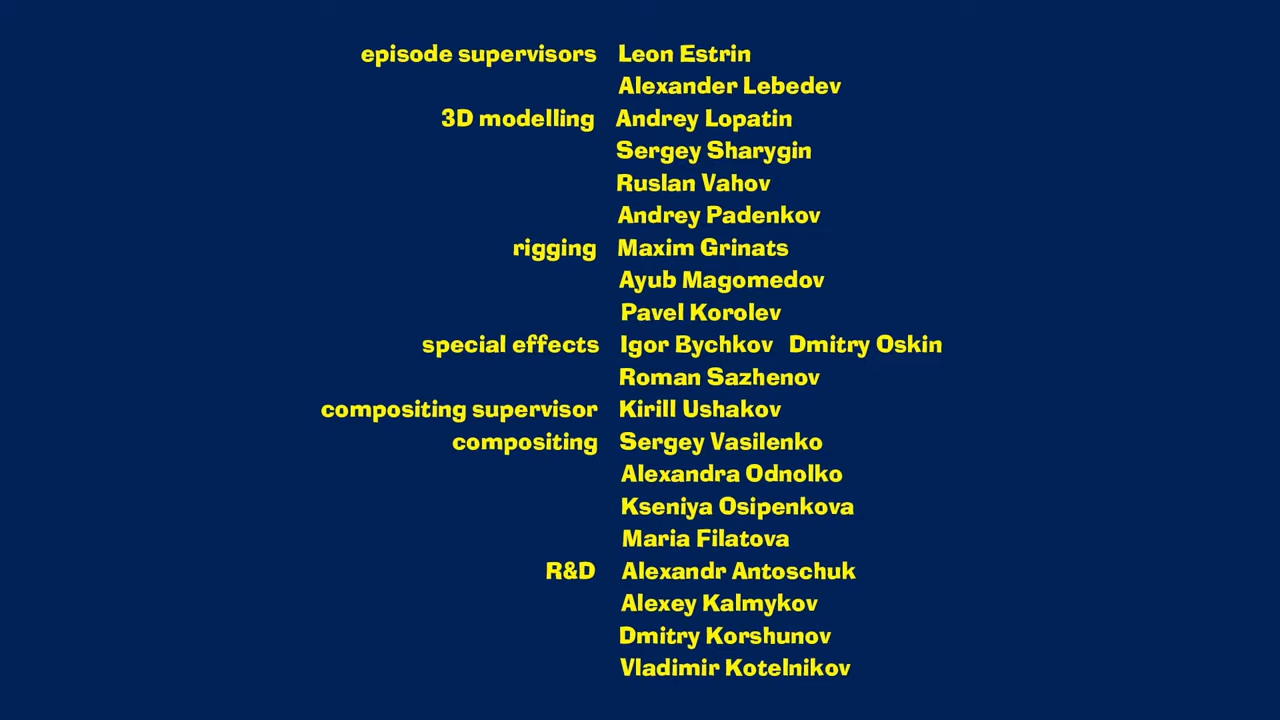 episode supervisors Leon Estrin
Alexander Lebedev
3D modelling Andrey Lopatin
Sergey Sharygin
Ruslan Vahov
Andrey Padenkov
rigging Maxim Grinats
Ayub Magomedov
Pavel Korolev
special effects Igor Bychkov Dmitry Oskin
Roman Sazhenov
compositing supervisor Kirill Ushakov
compositing Sergey Vasilenko
Alexandra Odnolko
Kseniya Osipenkova
Maria Filatova
R&D Alexandr Antoschuk
Alexey Kalmykov
Dmitry Korshunov
Vladimir Kotelnikov